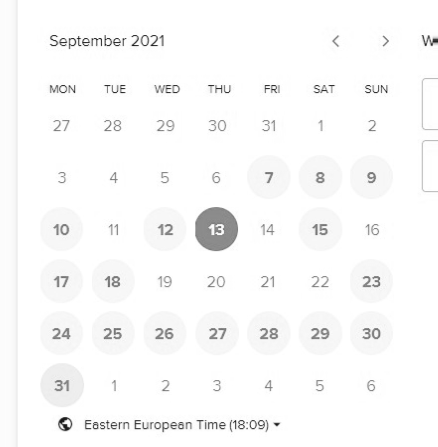 September 2021 < > W
MON TUE WED THU FRI SAT SUN
27 28 29 30 31 1 2
3 4 5 6 7 8 9
10 11 12 13 14 15 16
17 18 19 20 21 22 23
24 25 26 27 28 29 30
31 1 2 3 4 5 6
Eastern European Time (18:09)